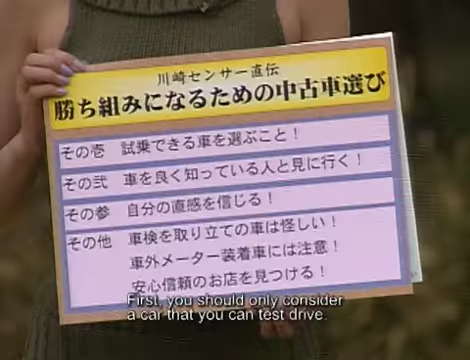 川崎センサー直伝
勝ち組みになるための中古車選び
その壱 試乗できる車を選ぶこと！
その弐 車を良く知っている人と見に行く！
その参 自分の直感を信じる！
その他 車検を取り立ての車は怪しい！
車外メーター装着車には注意！
安心信頼のお店を見つける！
First, you should only consider
a car that you can test drive.